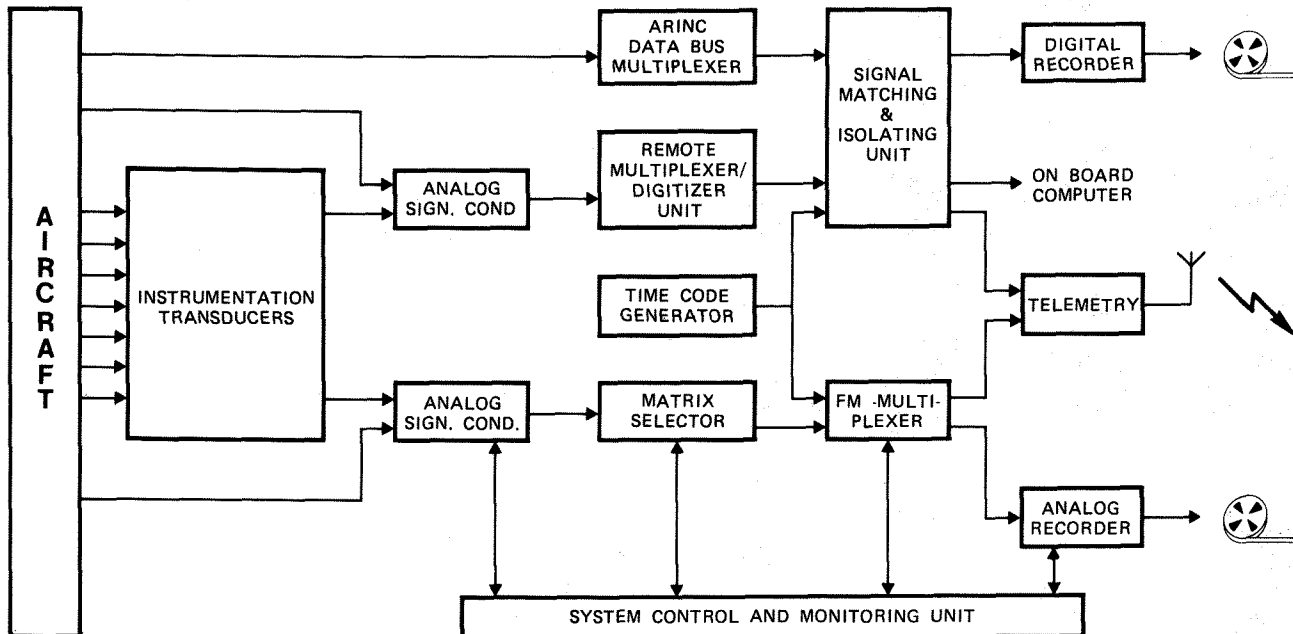 AIRCRAFT
INSTRUMENTATION
TRANSDUCERS
ANALOG
SIGN. COND
ANALOG
SIGN. COND.
ARINC
DATA BUS
MULTIPLEXER
REMOTE
MULTIPLEXER/
DIGITIZER
UNIT
TIME CODE
GENERATOR
MATRIX
SELECTOR
SIGNAL
MATCHING
&
ISOLATING
UNIT
FM -MULTI-
PLEXER
DIGITAL
RECORDER
ON BOARD
COMPUTER
TELEMETRY
ANALOG
RECORDER
SYSTEM CONTROL AND MONITORING UNIT